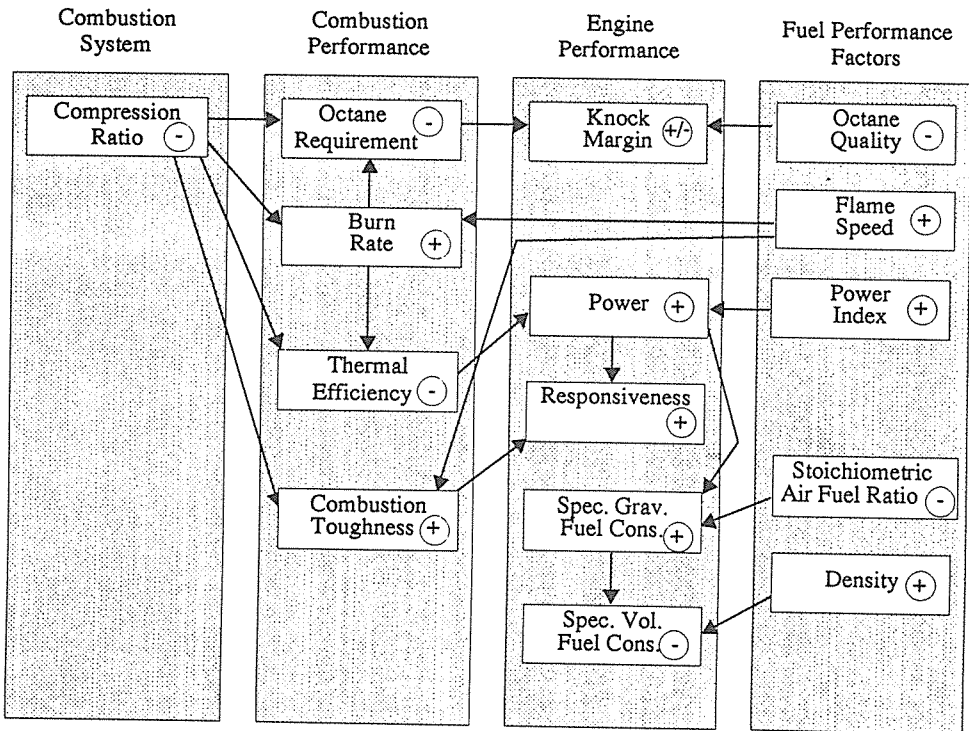 Combustion
System
Combustion
Performance
Engine
Performance
Fuel Performance
Factors
Compression
Ratio -
Octane
Requirement -
Burn
Rate +
Thermal
Efficiency -
Combustion
Toughness +
Knock
Margin +/-
Power +
Responsiveness
+
Spec. Grav.
Fuel Cons. +
Spec. Vol.
Fuel Cons. -
Octane
Quality -
Flame
Speed +
Power
Index +
Stoichiometric
Air Fuel Ratio -
Density +